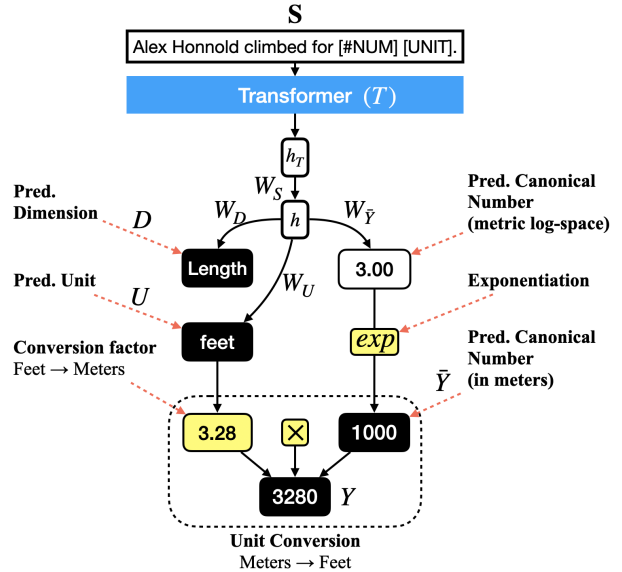 S
Alex Honnold climbed for [#NUM] [UNIT].
Transformer (T)
h_T
W_S
Pred.
Dimension
D
W_D
h
W_Ȳ
Pred. Canonical
Number
(metric log-space)
Length
3.00
Pred. Unit
U
W_U
Exponentiation
feet
exp
Conversion factor
Feet → Meters
Pred. Canonical
Number
(in meters)
Ȳ
3.28
×
1000
3280
Y
Unit Conversion
Meters → Feet